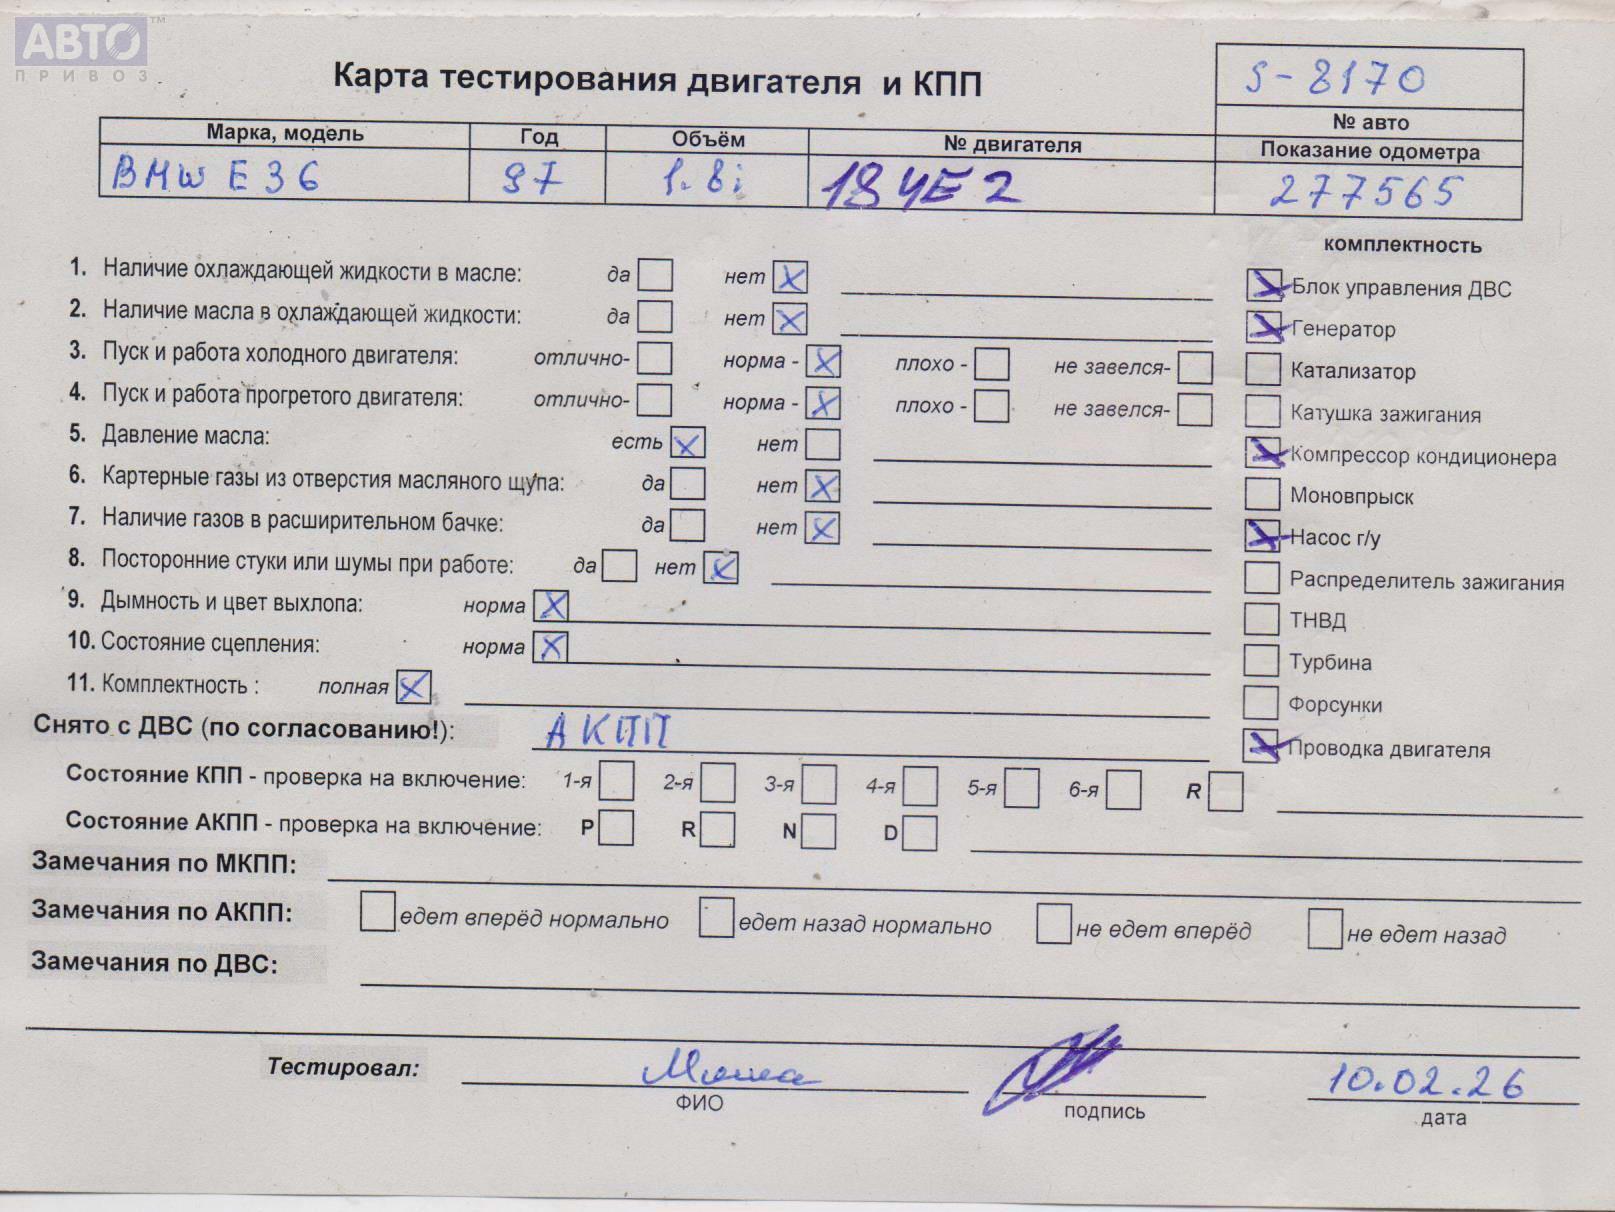 АВТО™
ПРИВОЗ
Карта тестирования двигателя и КПП
S-8170
№ авто
Марка, модель Год Объём № двигателя Показание одометра
BMW E36 97 1.8i 194E2 277565
комплектность
1. Наличие охлаждающей жидкости в масле: да нет X
2. Наличие масла в охлаждающей жидкости: да нет X
3. Пуск и работа холодного двигателя: отлично- норма - X плохо - не завелся-
4. Пуск и работа прогретого двигателя: отлично- норма - X плохо - не завелся-
5. Давление масла: есть X нет
6. Картерные газы из отверстия масляного щупа: да нет X
7. Наличие газов в расширительном бачке: да нет X
8. Посторонние стуки или шумы при работе: да нет X
9. Дымность и цвет выхлопа: норма X
10. Состояние сцепления: норма X
11. Комплектность : полная X
X Блок управления ДВС
X Генератор
Катализатор
Катушка зажигания
X Компрессор кондиционера
Моновпрыск
X Насос г/у
Распределитель зажигания
ТНВД
Турбина
Форсунки
X Проводка двигателя
Снято с ДВС (по согласованию!): АКПП
Состояние КПП - проверка на включение: 1-я 2-я 3-я 4-я 5-я 6-я R
Состояние АКПП - проверка на включение: P R N D
Замечания по МКПП:
Замечания по АКПП: едет вперёд нормально едет назад нормально не едет вперёд не едет назад
Замечания по ДВС:
Тестировал: 10.02.26
ФИО подпись дата